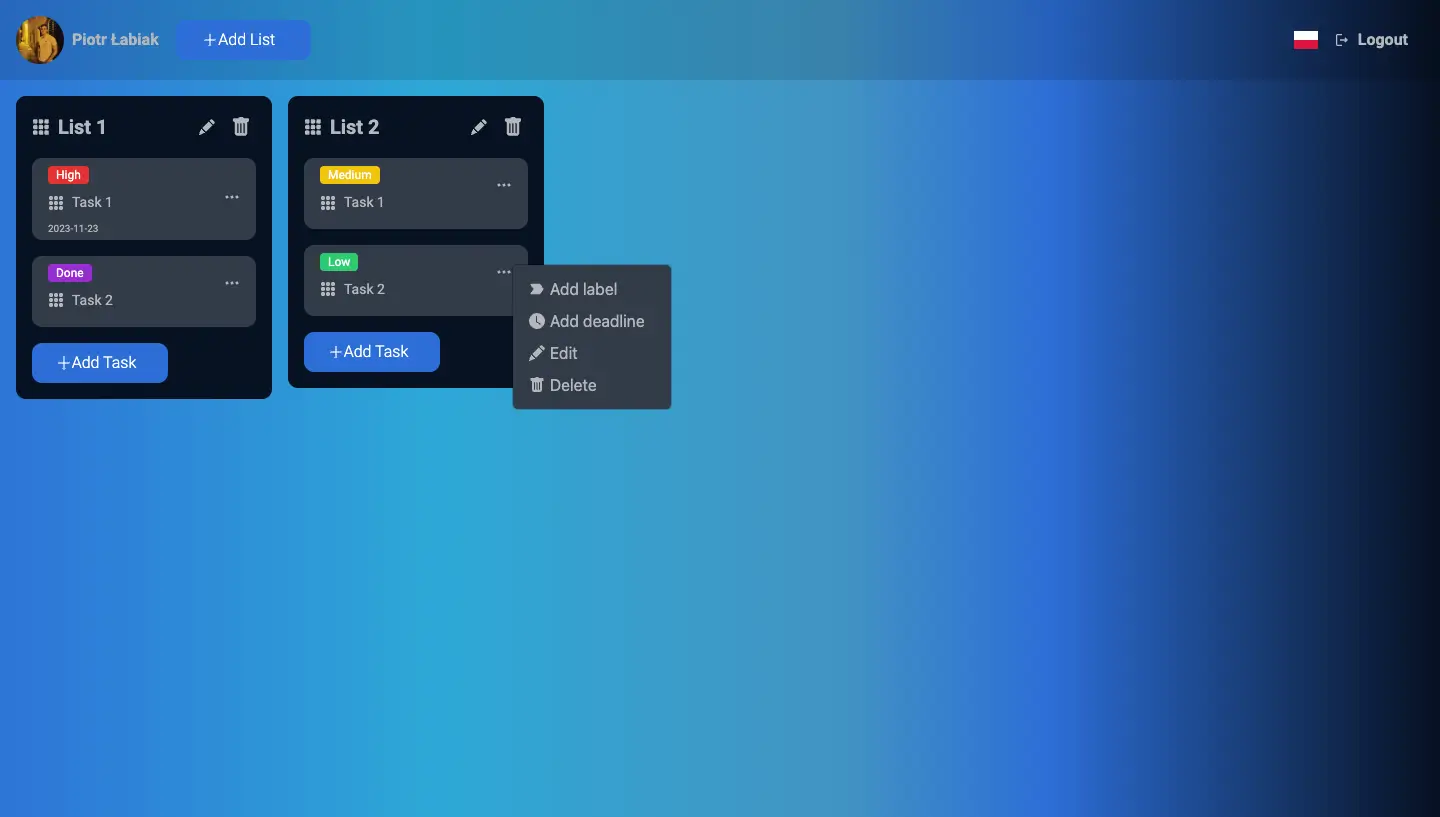 Piotr Łabiak
+Add List
Logout
List 1
High
Task 1
2023-11-23
Done
Task 2
+Add Task
List 2
Medium
Task 1
Low
Task 2
+Add Task
Add label
Add deadline
Edit
Delete